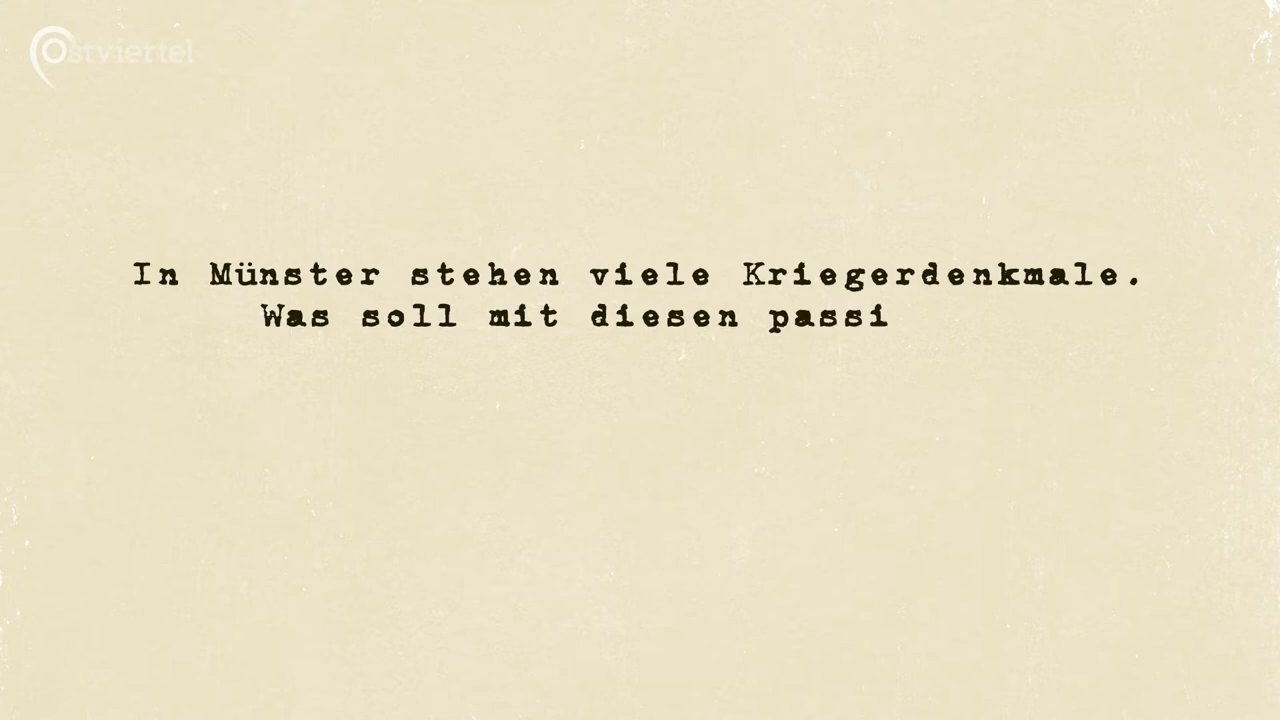 Ostviertel
In Münster stehen viele Kriegerdenkmale.
Was soll mit diesen passi